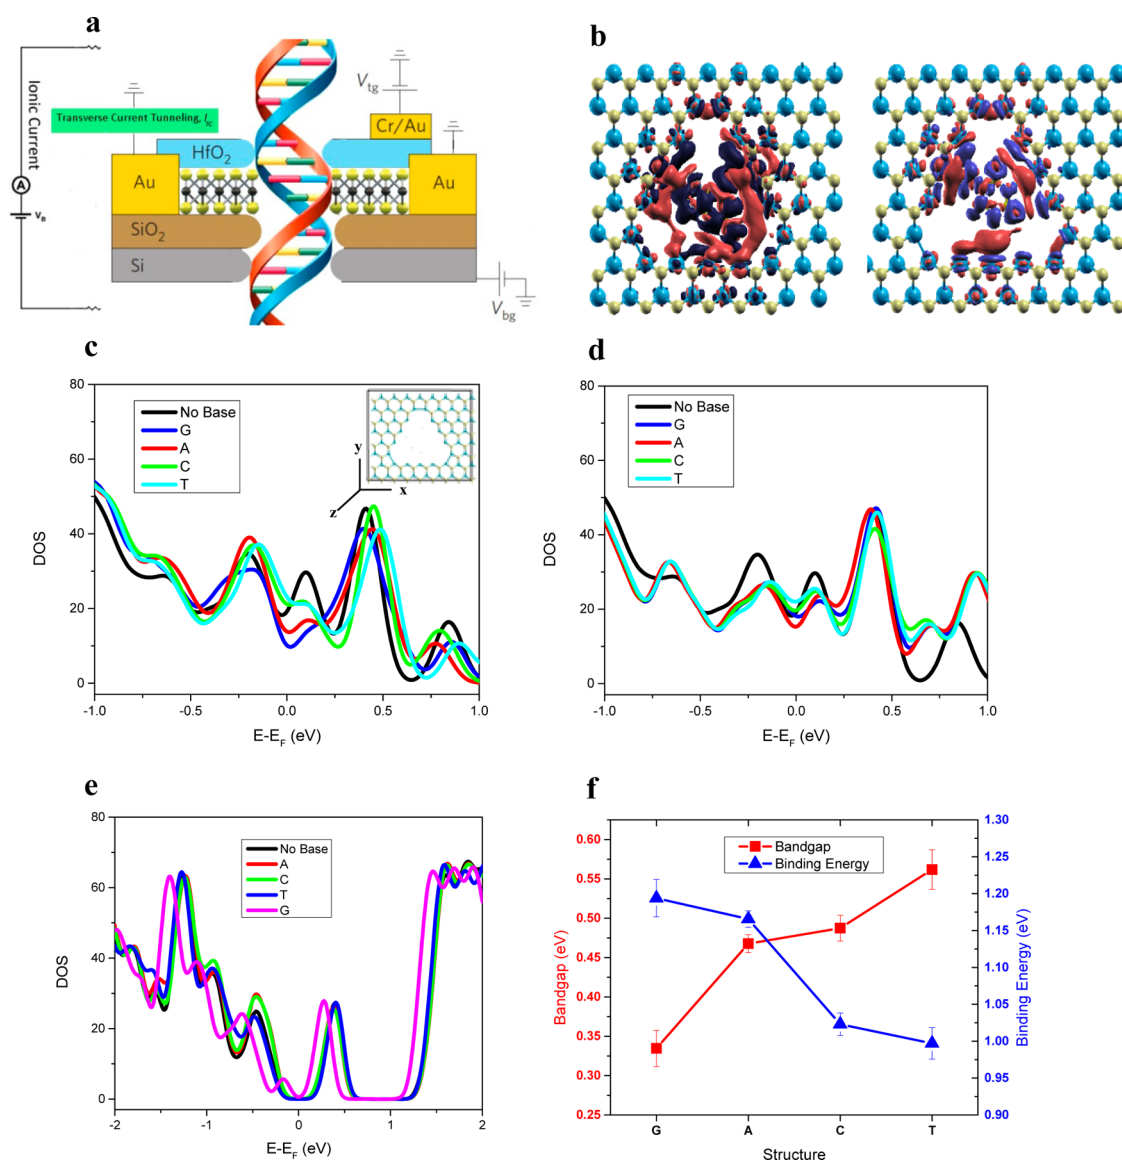 a
Ionic Current
A
V_B
Transverse Current Tunneling, I_TC
V_tg
Cr/Au
HfO₂
Au
Au
SiO₂
Si
V_bg
b
c
80
60
40
20
0
DOS
No Base
G
A
C
T
y
x
z
-1.0
-0.5
0.0
0.5
1.0
E-E_F (eV)
d
80
60
40
20
0
DOS
No Base
G
A
C
T
-1.0
-0.5
0.0
0.5
1.0
E-E_F (eV)
e
80
60
40
20
0
DOS
No Base
A
C
T
G
-2
-1
0
1
2
E-E_F (eV)
f
0.60
0.55
0.50
0.45
0.40
0.35
0.30
0.25
Bandgap (eV)
Bandgap
Binding Energy
1.30
1.25
1.20
1.15
1.10
1.05
1.00
0.95
0.90
Binding Energy (eV)
G
A
C
T
Structure